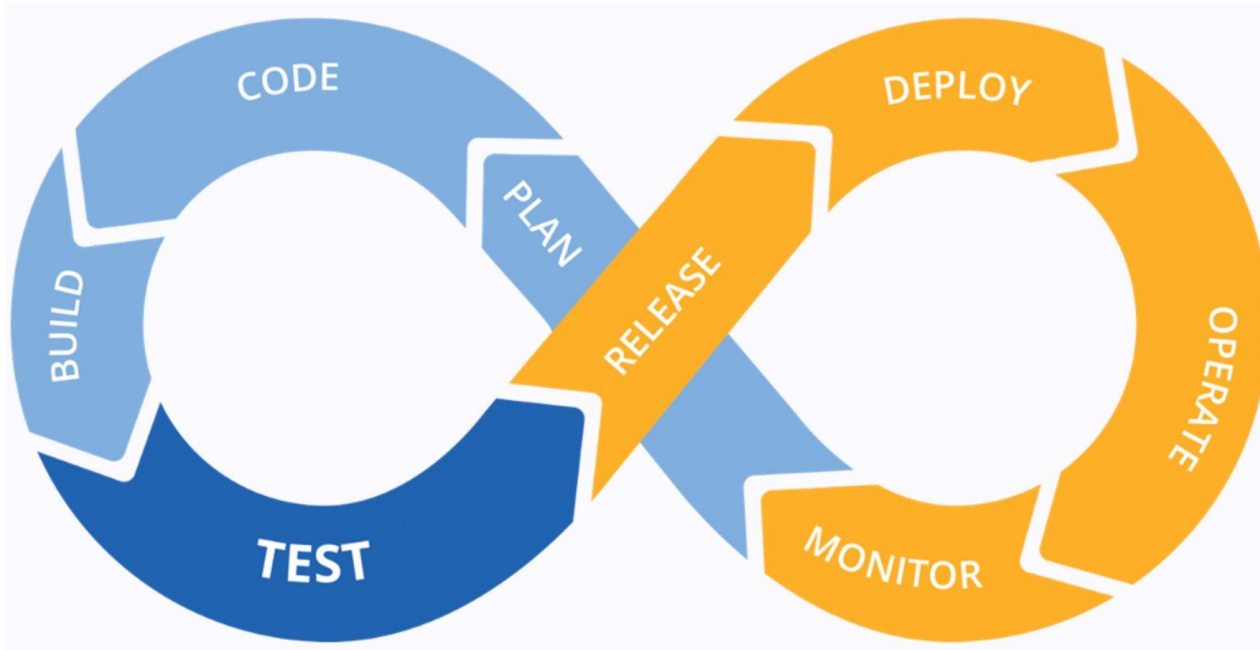 CODE
DEPLOY
PLAN
RELEASE
BUILD
OPERATE
TEST
MONITOR